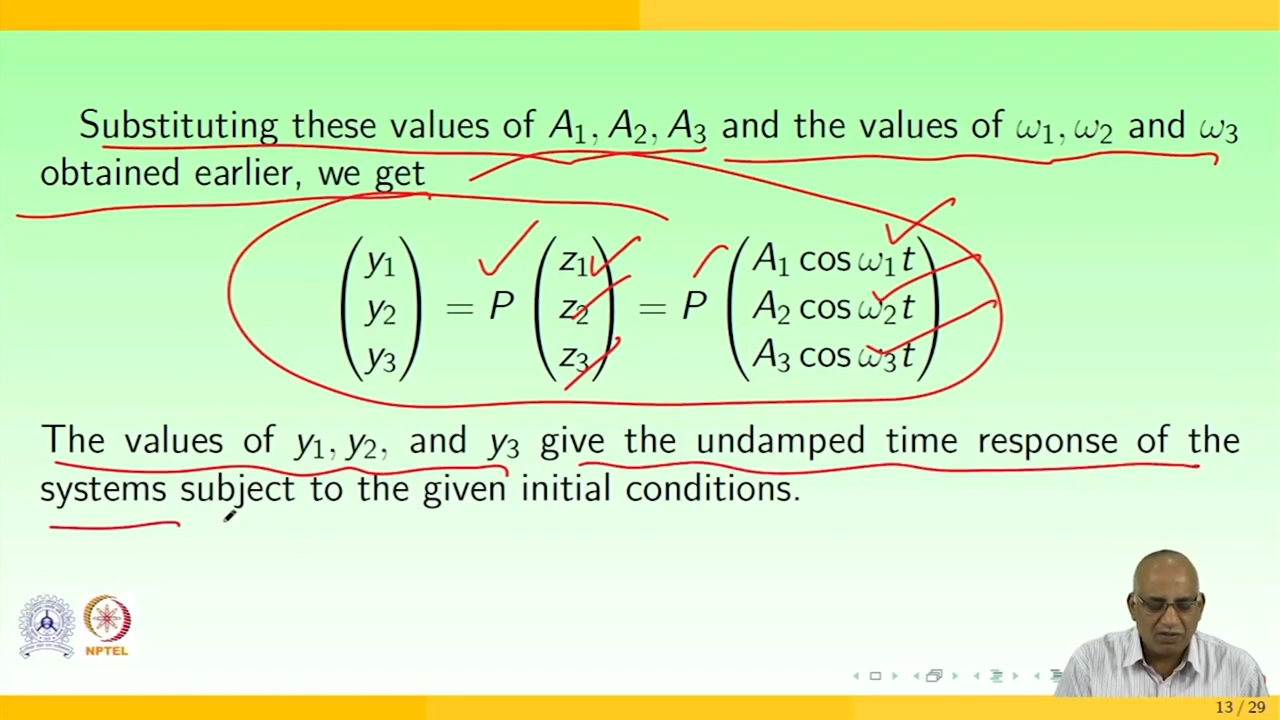 Substituting these values of A₁, A₂, A₃ and the values of ω₁, ω₂ and ω₃
obtained earlier, we get
(y₁ y₂ y₃) = P (z₁ z₂ z₃) = P (A₁ cos ω₁t A₂ cos ω₂t A₃ cos ω₃t)
The values of y₁, y₂, and y₃ give the undamped time response of the
systems subject to the given initial conditions.
NPTEL
13 / 29